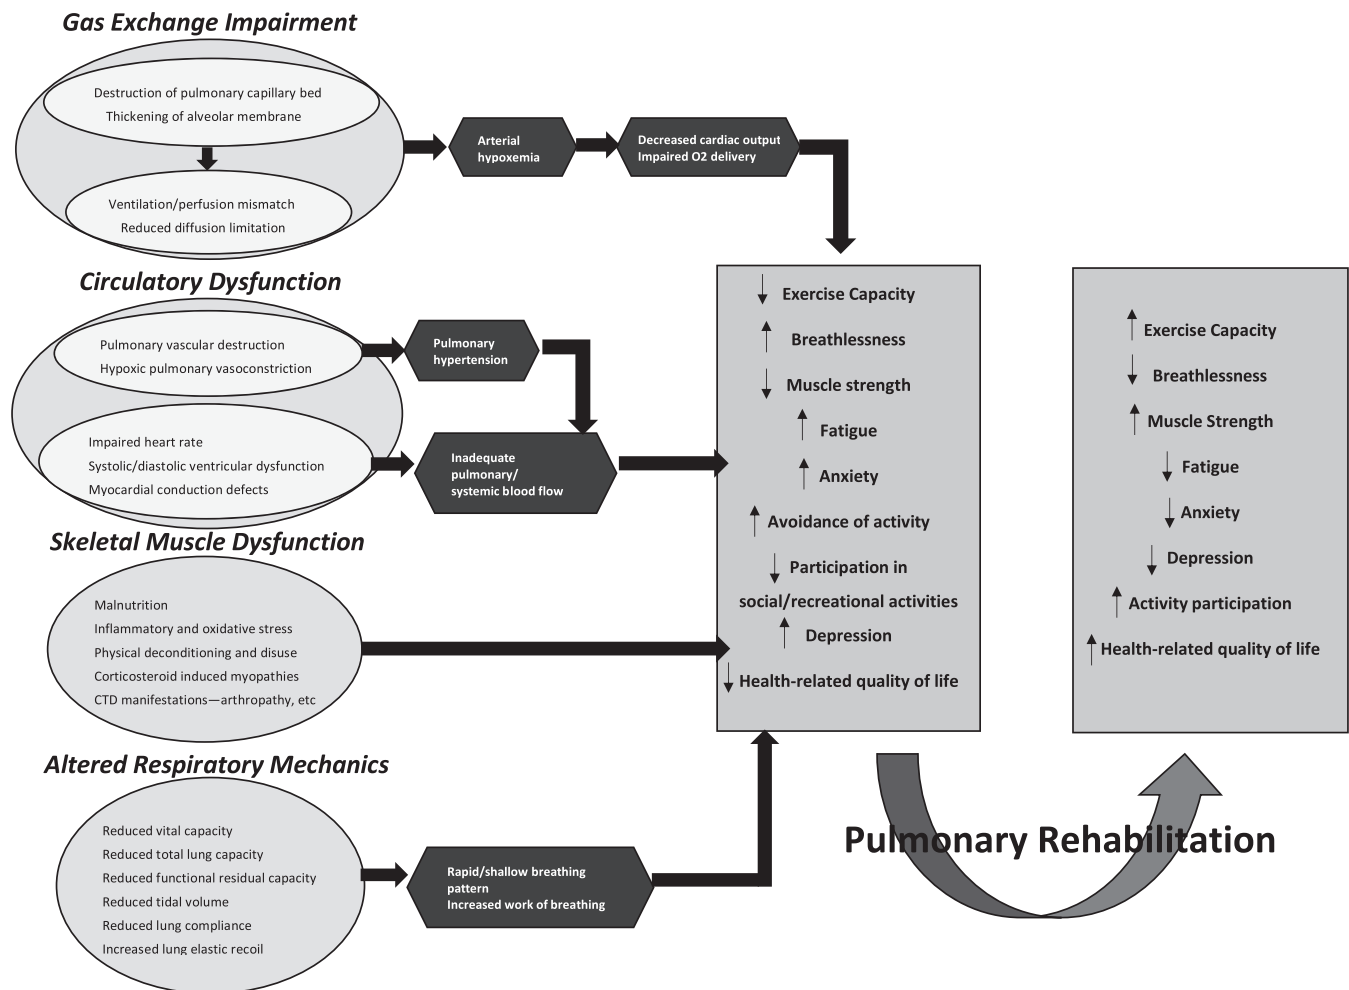 Gas Exchange Impairment
Destruction of pulmonary capillary bed
Thickening of alveolar membrane
Ventilation/perfusion mismatch
Reduced diffusion limitation
Arterial
hypoxemia
Decreased cardiac output
Impaired O2 delivery
Circulatory Dysfunction
Pulmonary vascular destruction
Hypoxic pulmonary vasoconstriction
Pulmonary
hypertension
Impaired heart rate
Systolic/diastolic ventricular dysfunction
Myocardial conduction defects
Inadequate
pulmonary/
systemic blood flow
Skeletal Muscle Dysfunction
Malnutrition
Inflammatory and oxidative stress
Physical deconditioning and disuse
Corticosteroid induced myopathies
CTD manifestations—arthropathy, etc
Altered Respiratory Mechanics
Reduced vital capacity
Reduced total lung capacity
Reduced functional residual capacity
Reduced tidal volume
Reduced lung compliance
Increased lung elastic recoil
Rapid/shallow breathing
pattern
Increased work of breathing
Exercise Capacity
Breathlessness
Muscle strength
Fatigue
Anxiety
Avoidance of activity
Participation in
social/recreational activities
Depression
Health-related quality of life
Exercise Capacity
Breathlessness
Muscle Strength
Fatigue
Anxiety
Depression
Activity participation
Health-related quality of life
Pulmonary Rehabilitation